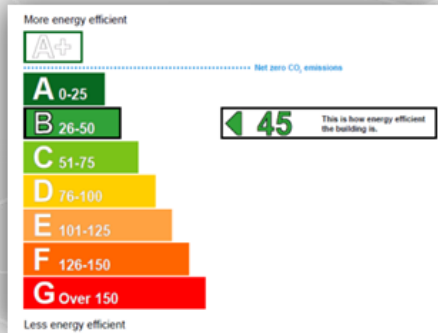 More energy efficient
A+
Net zero CO₂ emissions
A 0-25
B 26-50
45
This is how energy efficient
the building is.
C 51-75
D 76-100
E 101-125
F 126-150
G Over 150
Less energy efficient